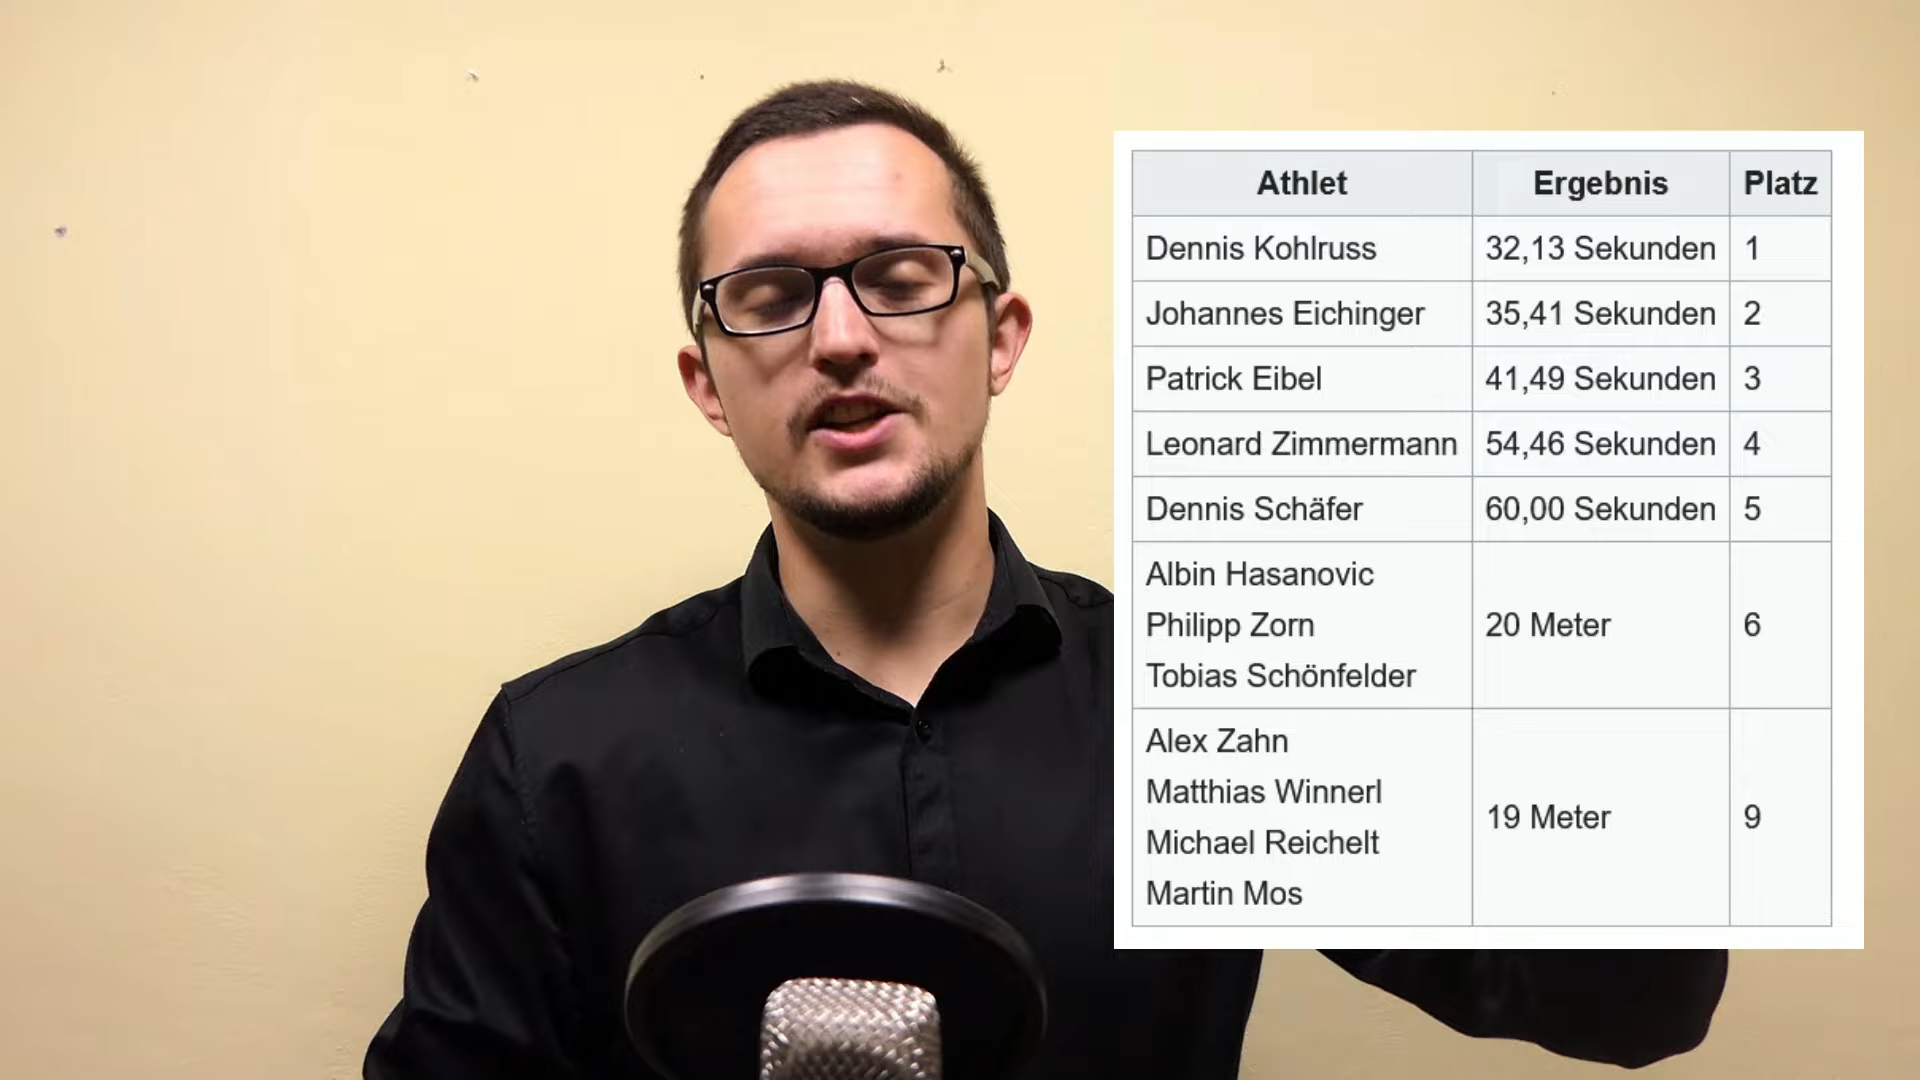 Athlet Ergebnis Platz
Dennis Kohlruss 32,13 Sekunden 1
Johannes Eichinger 35,41 Sekunden 2
Patrick Eibel 41,49 Sekunden 3
Leonard Zimmermann 54,46 Sekunden 4
Dennis Schäfer 60,00 Sekunden 5
Albin Hasanovic
Philipp Zorn 20 Meter 6
Tobias Schönfelder
Alex Zahn
Matthias Winnerl
19 Meter 9
Michael Reichelt
Martin Mos